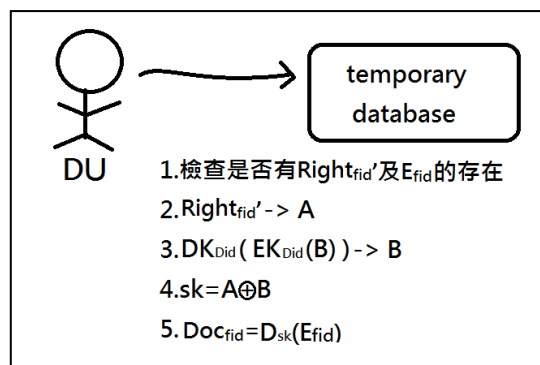 temporary
database
DU
1.檢查是否有Rightfid'及Efid的存在
2.Rightfid'-> A
3.DKDid( EKDid(B) )-> B
4.sk=A⊕B
5.Docfid=Dsk(Efid)